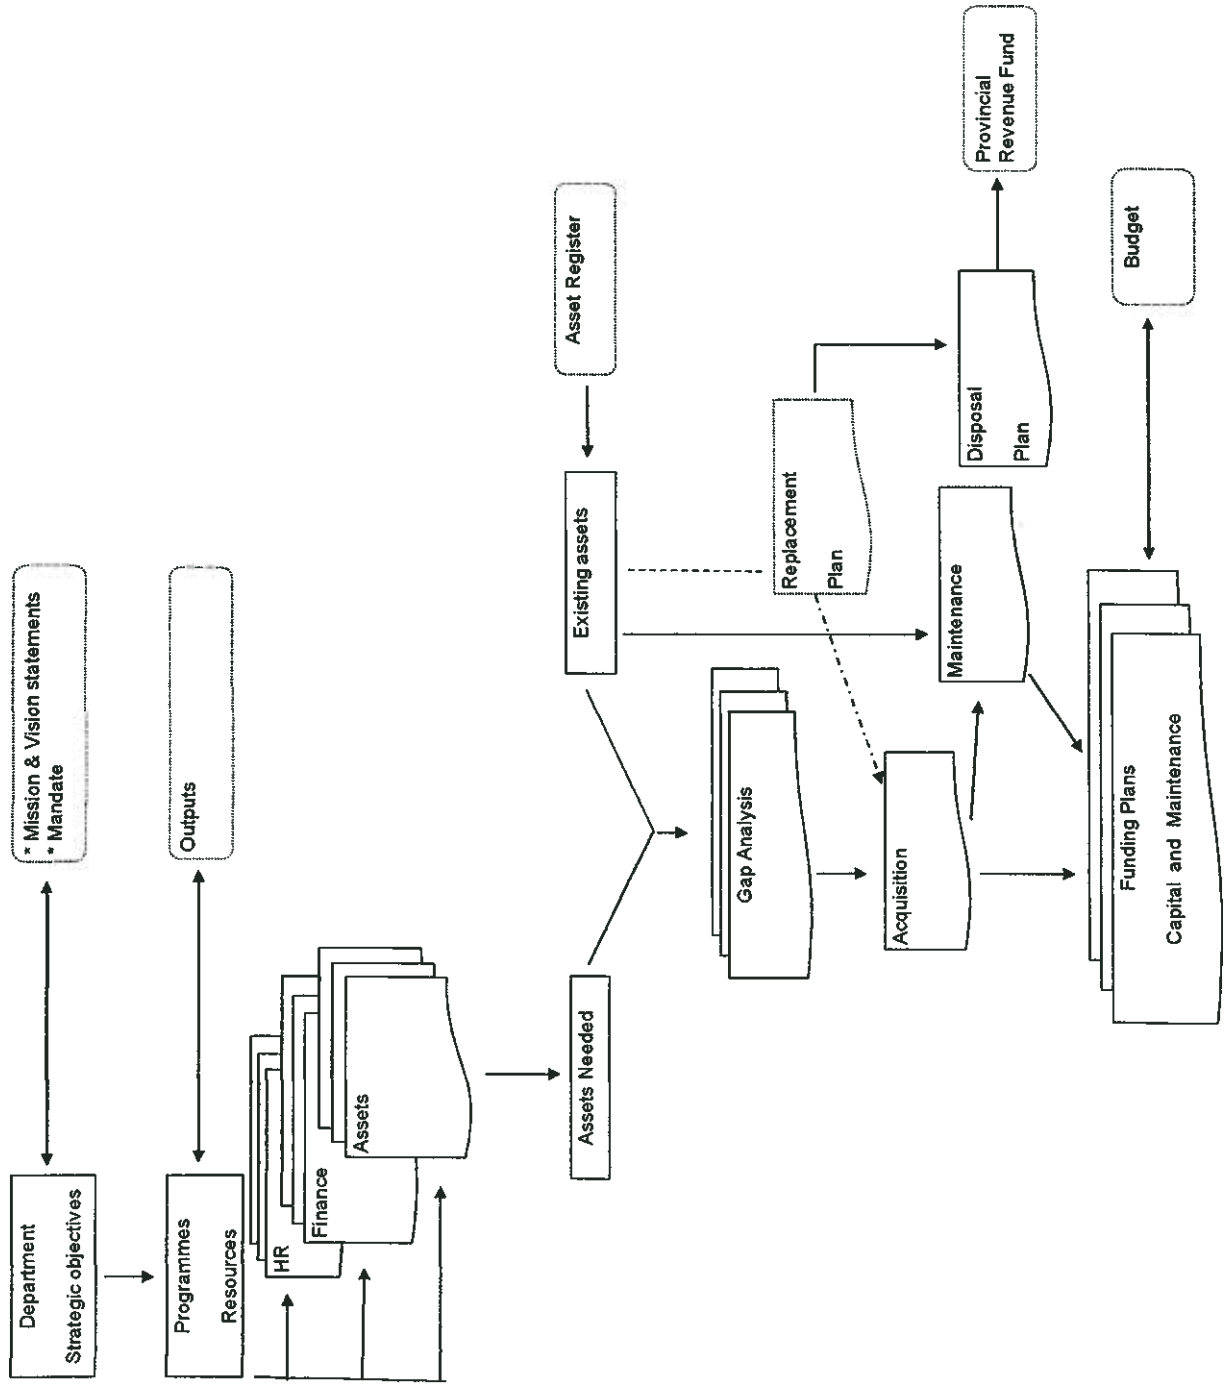 Department
Strategic objectives
* Mission & Vision statements
* Mandate
Programmes
Resources
Outputs
HR
Finance
Assets
Assets Needed
Existing assets
Asset Register
Gap Analysis
Replacement
Plan
Acquisition
Maintenance
Disposal
Plan
Provincial
Revenue Fund
Funding Plans
Capital and Maintenance
Budget